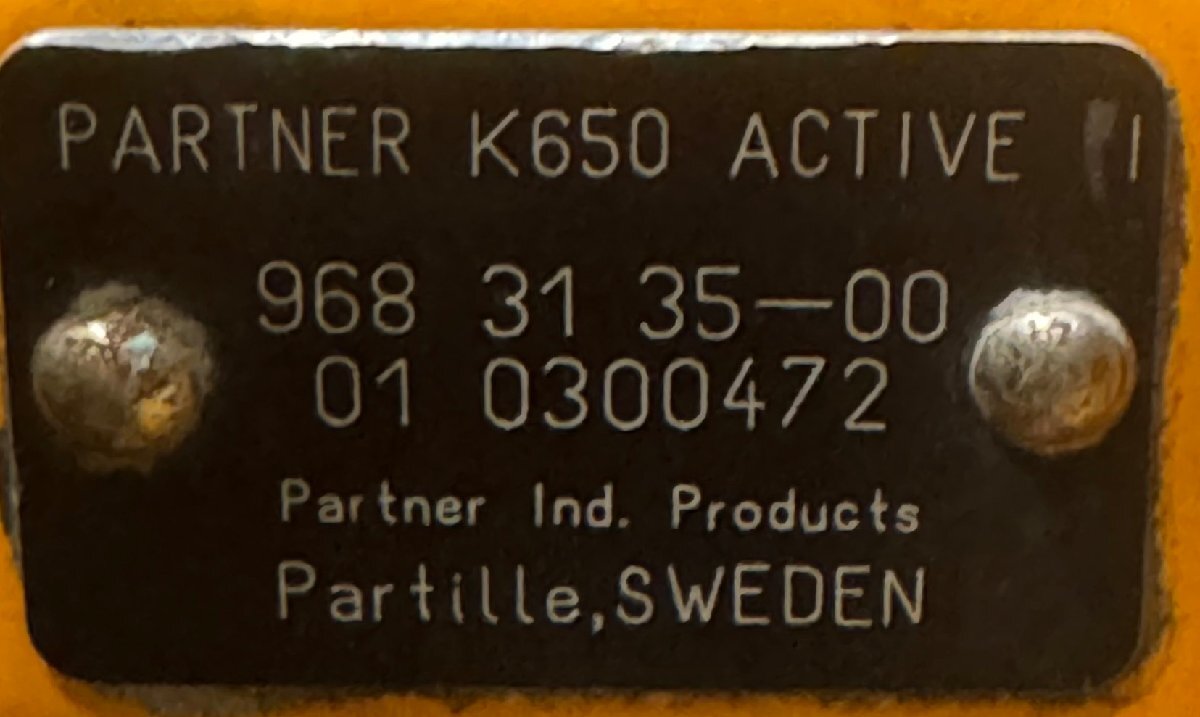 PARTNER K650 ACTIVE I
968 31 35-00
01 0300472
Partner Ind. Products
Partille,SWEDEN